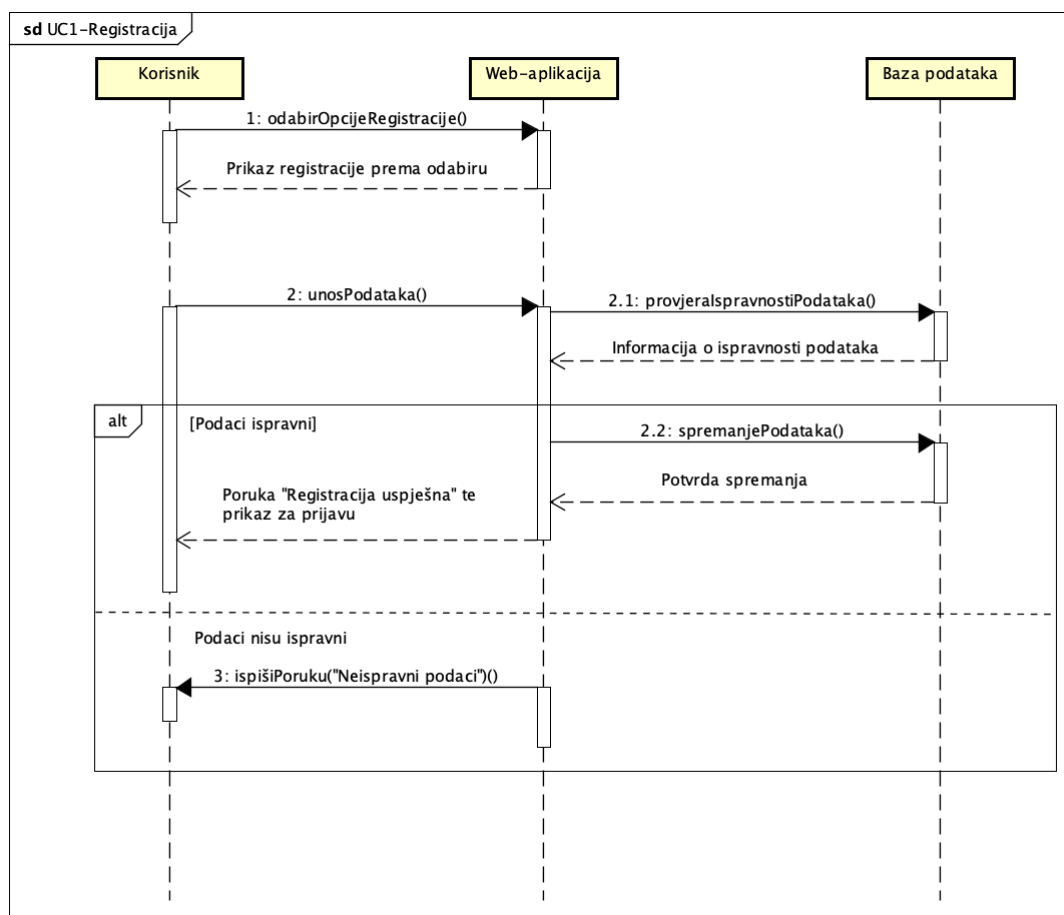 sd UC1-Registracija
Korisnik
Web-aplikacija
Baza podataka
1: odabirOpcijeRegistracije()
Prikaz registracije prema odabiru
2: unosPodataka()
2.1: provjeraIspravnostiPodataka()
Informacija o ispravnosti podataka
alt
[Podaci ispravni]
2.2: spremanjePodataka()
Potvrda spremanja
Poruka "Registracija uspješna" te
prikaz za prijavu
Podaci nisu ispravni
3: ispišiPoruku("Neispravni podaci")()